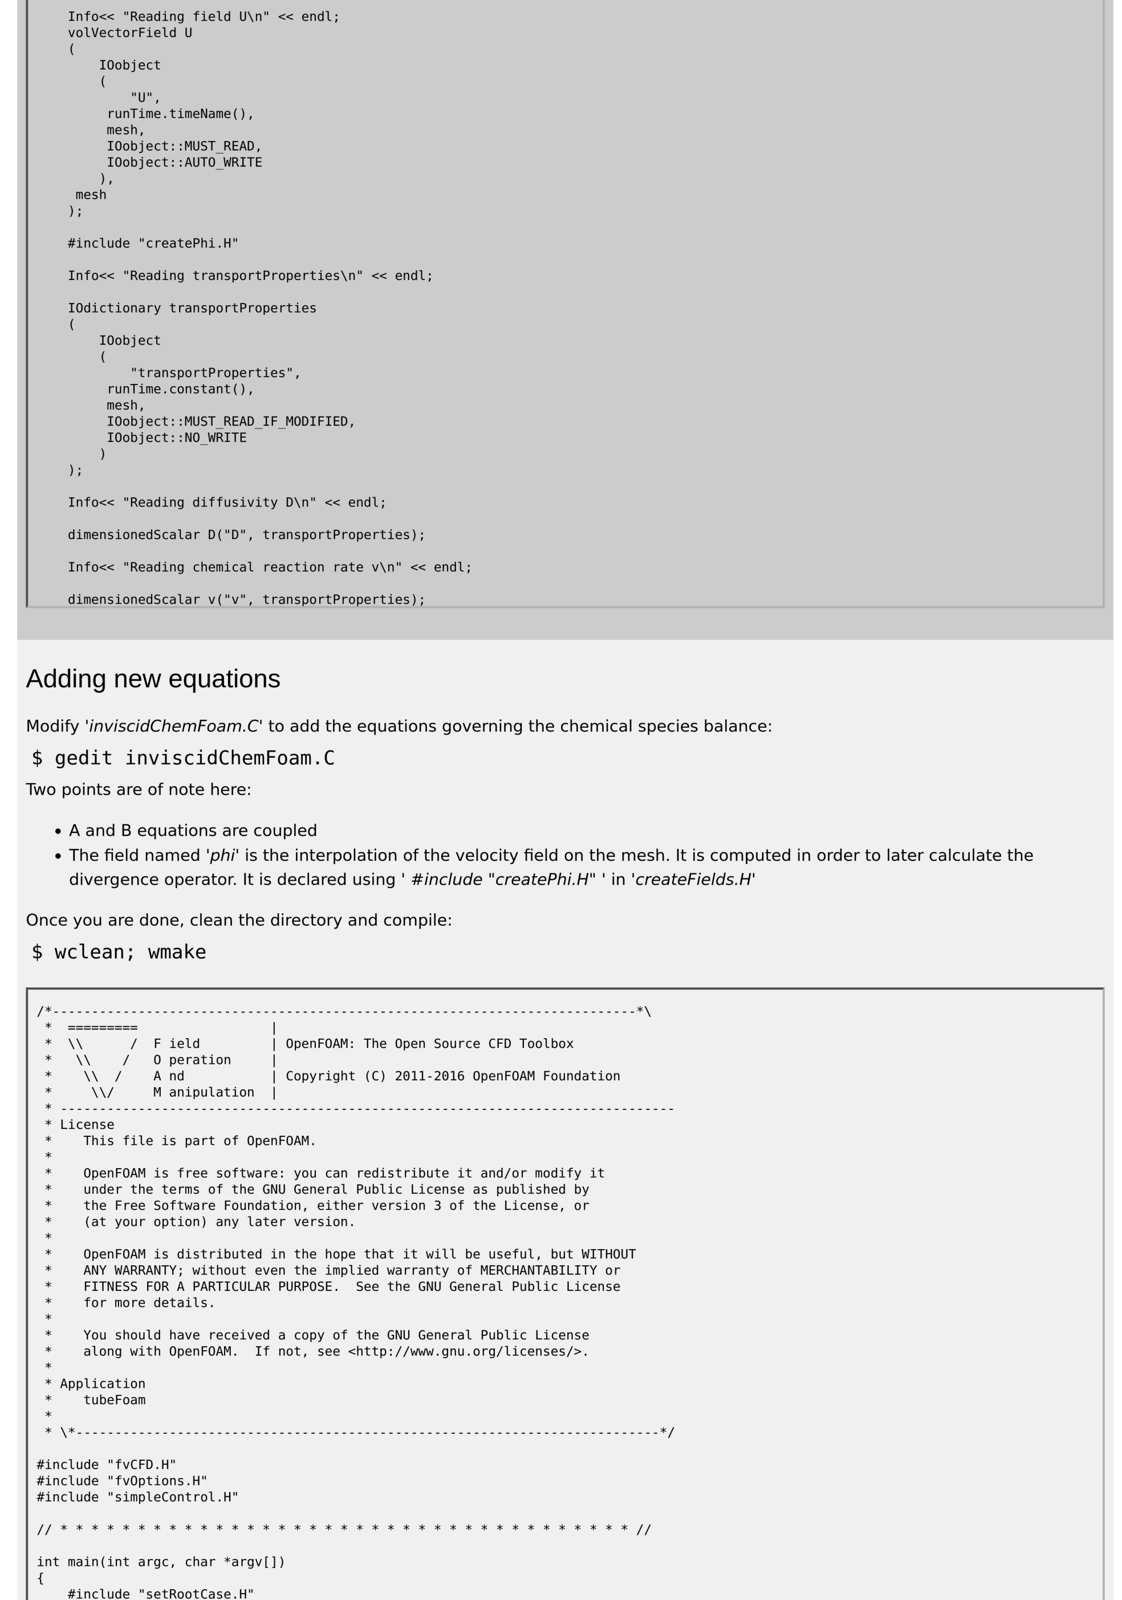 Info<< "Reading field U\n" << endl;
    volVectorField U
    (
        IOobject
        (
            "U",
         runTime.timeName(),
         mesh,
         IOobject::MUST_READ,
         IOobject::AUTO_WRITE
        ),
     mesh
    );

    #include "createPhi.H"

    Info<< "Reading transportProperties\n" << endl;

    IOdictionary transportProperties
    (
        IOobject
        (
            "transportProperties",
         runTime.constant(),
         mesh,
         IOobject::MUST_READ_IF_MODIFIED,
         IOobject::NO_WRITE
        )
    );

    Info<< "Reading diffusivity D\n" << endl;

    dimensionedScalar D("D", transportProperties);

    Info<< "Reading chemical reaction rate v\n" << endl;

    dimensionedScalar v("v", transportProperties);

Adding new equations
Modify 'inviscidChemFoam.C' to add the equations governing the chemical species balance:
$ gedit inviscidChemFoam.C
Two points are of note here:
• A and B equations are coupled
• The field named 'phi' is the interpolation of the velocity field on the mesh. It is computed in order to later calculate the
divergence operator. It is declared using ' #include "createPhi.H" ' in 'createFields.H'
Once you are done, clean the directory and compile:
$ wclean; wmake

/*---------------------------------------------------------------------------*\
 *  =========                 |
 *  \\      /  F ield         | OpenFOAM: The Open Source CFD Toolbox
 *   \\    /   O peration     |
 *    \\  /    A nd           | Copyright (C) 2011-2016 OpenFOAM Foundation
 *     \\/     M anipulation  |
 * -------------------------------------------------------------------------------
 * License
 *    This file is part of OpenFOAM.
 *
 *    OpenFOAM is free software: you can redistribute it and/or modify it
 *    under the terms of the GNU General Public License as published by
 *    the Free Software Foundation, either version 3 of the License, or
 *    (at your option) any later version.
 *
 *    OpenFOAM is distributed in the hope that it will be useful, but WITHOUT
 *    ANY WARRANTY; without even the implied warranty of MERCHANTABILITY or
 *    FITNESS FOR A PARTICULAR PURPOSE.  See the GNU General Public License
 *    for more details.
 *
 *    You should have received a copy of the GNU General Public License
 *    along with OpenFOAM.  If not, see <http://www.gnu.org/licenses/>.
 *
 * Application
 *    tubeFoam
 *
 * \*---------------------------------------------------------------------------*/

#include "fvCFD.H"
#include "fvOptions.H"
#include "simpleControl.H"

// * * * * * * * * * * * * * * * * * * * * * * * * * * * * * * * * * * * * * //

int main(int argc, char *argv[])
{
    #include "setRootCase.H"